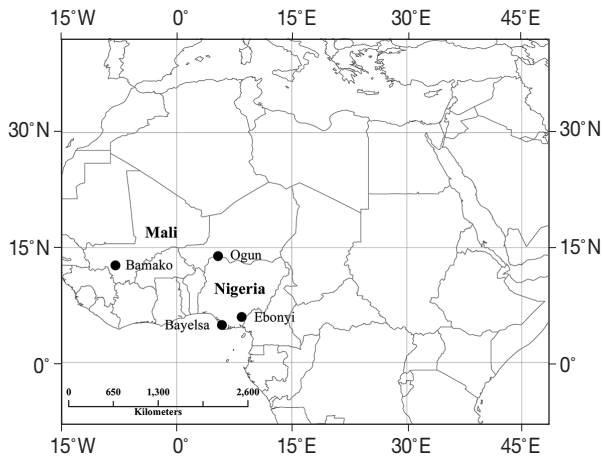 15°W 0° 15°E 30°E 45°E
30°N 30°N
Mali
15°N 15°N
Ogun
Bamako
Nigeria
Ebonyi
Bayelsa
0° 0°
0 650 1,300 2,600
Kilometers
15°W 0° 15°E 30°E 45°E